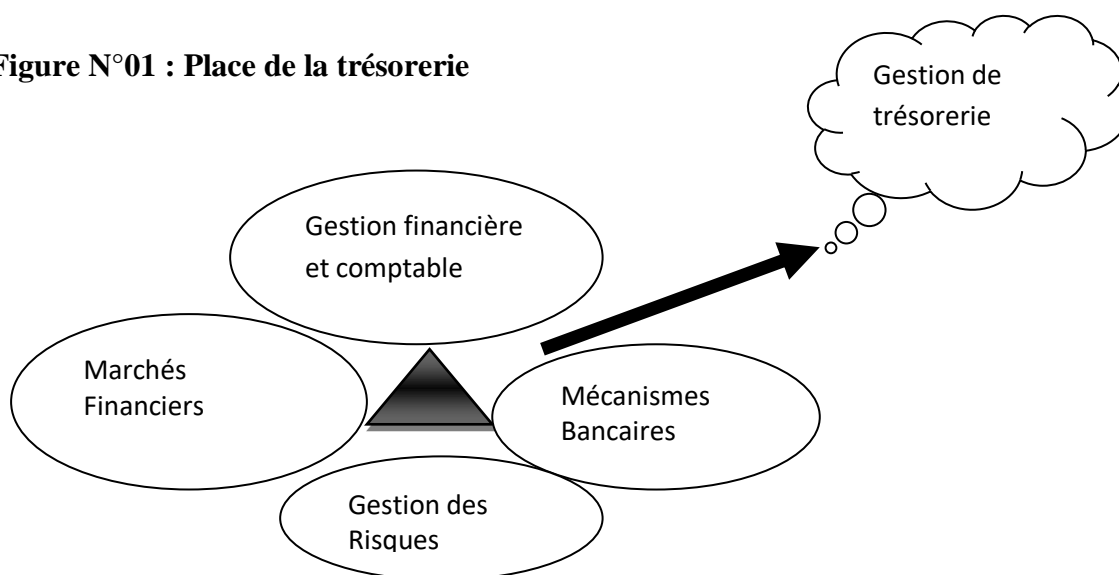 Figure N°01 : Place de la trésorerie
Gestion de
trésorerie
Gestion financière
et comptable
Marchés
Financiers
Mécanismes
Bancaires
Gestion des
Risques